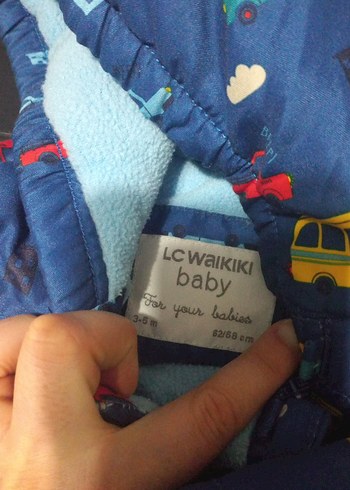 LC WAIKIKI
baby
For your babies
3-6 m
62/68 cm